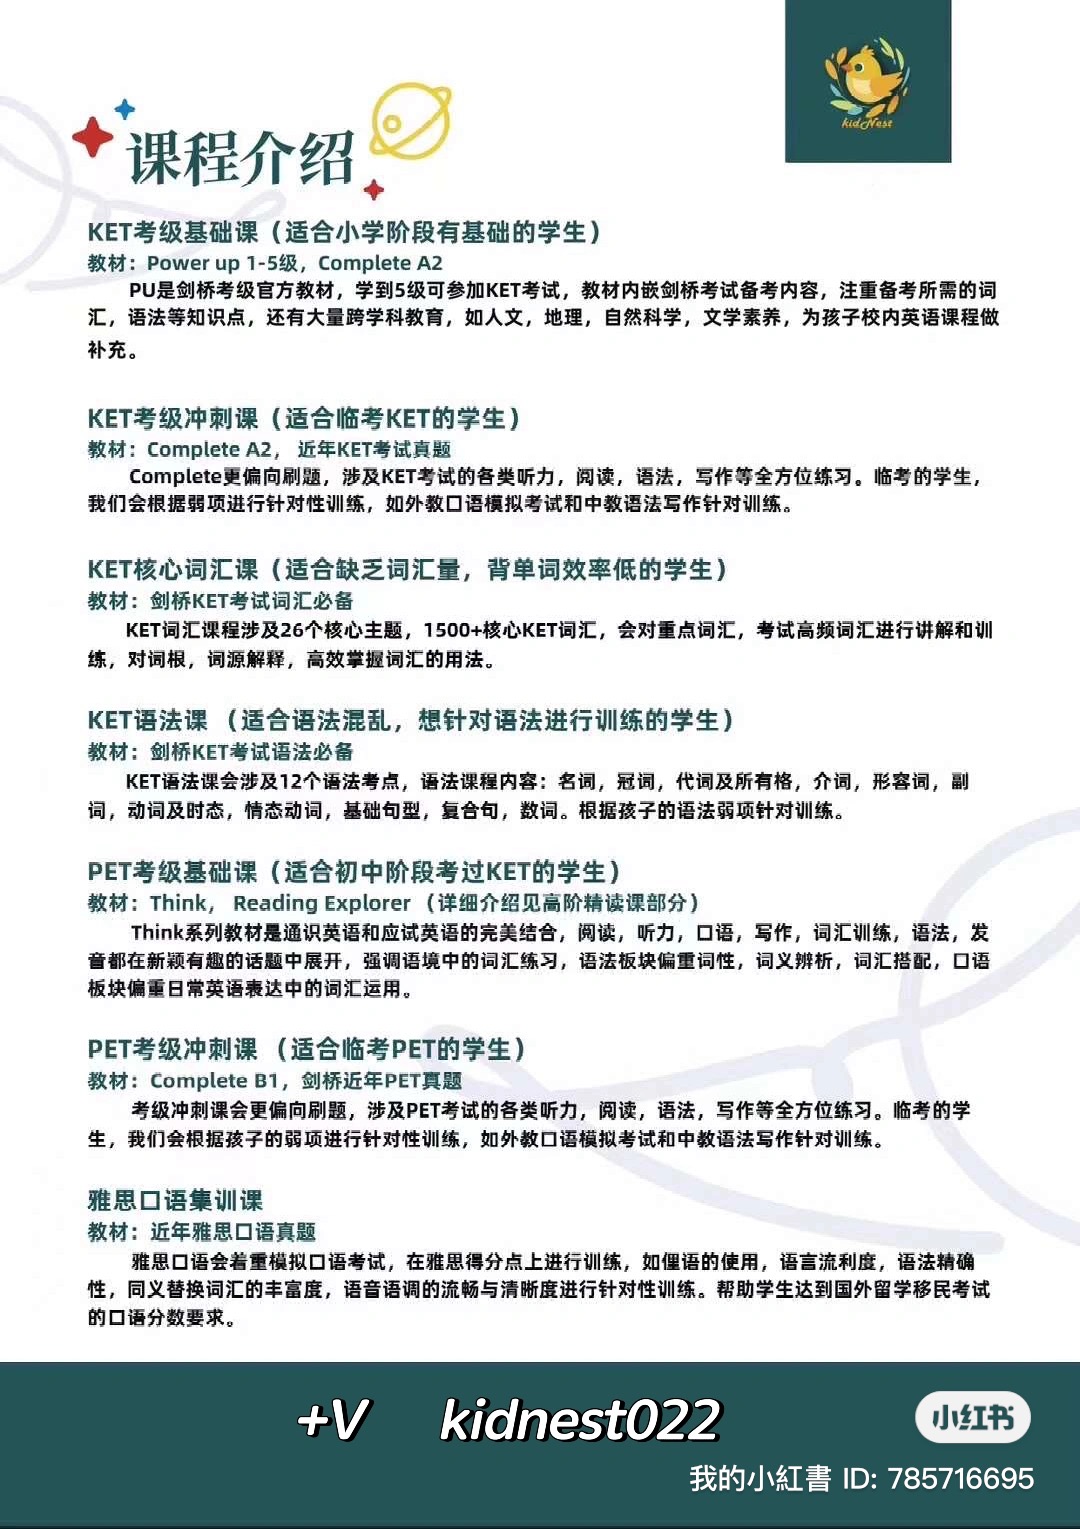 kidNest
课程介绍
KET考级基础课（适合小学阶段有基础的学生）
教材：Power up 1-5级，Complete A2
PU是剑桥考级官方教材，学到5级可参加KET考试，教材内嵌剑桥考试备考内容，注重备考所需的词
汇，语法等知识点，还有大量跨学科教育，如人文，地理，自然科学，文学素养，为孩子校内英语课程做
补充。
KET考级冲刺课（适合临考KET的学生）
教材：Complete A2， 近年KET考试真题
Complete更偏向刷题，涉及KET考试的各类听力，阅读，语法，写作等全方位练习。临考的学生，
我们会根据弱项进行针对性训练，如外教口语模拟考试和中教语法写作针对训练。
KET核心词汇课（适合缺乏词汇量，背单词效率低的学生）
教材：剑桥KET考试词汇必备
KET词汇课程涉及26个核心主题，1500+核心KET词汇，会对重点词汇，考试高频词汇进行讲解和训
练，对词根，词源解释，高效掌握词汇的用法。
KET语法课 （适合语法混乱，想针对语法进行训练的学生）
教材：剑桥KET考试语法必备
KET语法课会涉及12个语法考点，语法课程内容：名词，冠词，代词及所有格，介词，形容词，副
词，动词及时态，情态动词，基础句型，复合句，数词。根据孩子的语法弱项针对训练。
PET考级基础课（适合初中阶段考过KET的学生）
教材：Think， Reading Explorer （详细介绍见高阶精读课部分）
Think系列教材是通识英语和应试英语的完美结合，阅读，听力，口语，写作，词汇训练，语法，发
音都在新颖有趣的话题中展开，强调语境中的词汇练习，语法板块偏重词性，词义辨析，词汇搭配，口语
板块偏重日常英语表达中的词汇运用。
PET考级冲刺课 （适合临考PET的学生）
教材：Complete B1，剑桥近年PET真题
考级冲刺课会更偏向刷题，涉及PET考试的各类听力，阅读，语法，写作等全方位练习。临考的学
生，我们会根据孩子的弱项进行针对性训练，如外教口语模拟考试和中教语法写作针对训练。
雅思口语集训课
教材：近年雅思口语真题
雅思口语会着重模拟口语考试，在雅思得分点上进行训练，如俚语的使用，语言流利度，语法精确
性，同义替换词汇的丰富度，语音语调的流畅与清晰度进行针对性训练。帮助学生达到国外留学移民考试
的口语分数要求。
+V kidnest022
小红书
我的小紅書 ID: 785716695